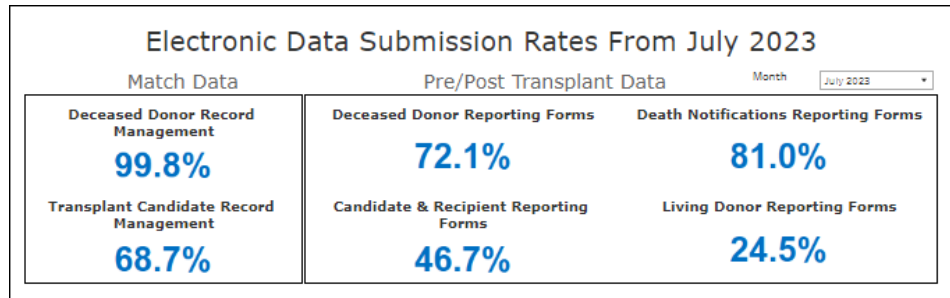 Electronic Data Submission Rates From July 2023
Match Data
Pre/Post Transplant Data
Month
July 2023
Deceased Donor Record
Management
99.8%
Transplant Candidate Record
Management
68.7%
Deceased Donor Reporting Forms
72.1%
Death Notifications Reporting Forms
81.0%
Candidate & Recipient Reporting
Forms
46.7%
Living Donor Reporting Forms
24.5%